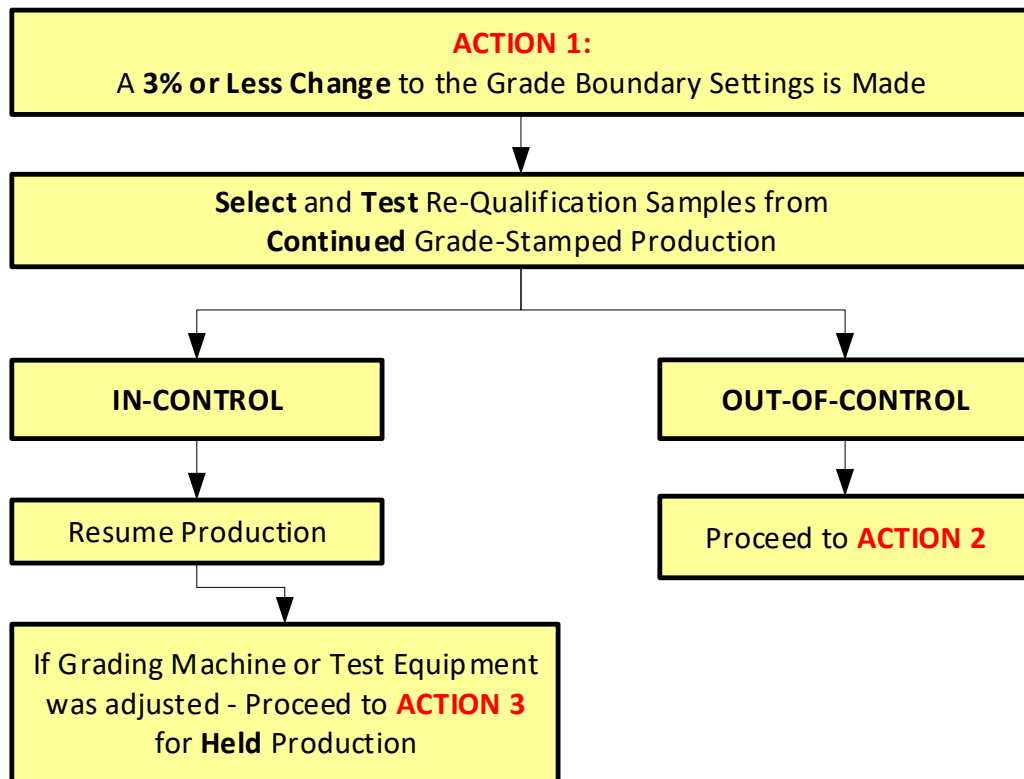 ACTION 1:
A 3% or Less Change to the Grade Boundary Settings is Made
Select and Test Re-Qualification Samples from
Continued Grade-Stamped Production
IN-CONTROL
OUT-OF-CONTROL
Resume Production
Proceed to ACTION 2
If Grading Machine or Test Equipment
was adjusted - Proceed to ACTION 3
for Held Production